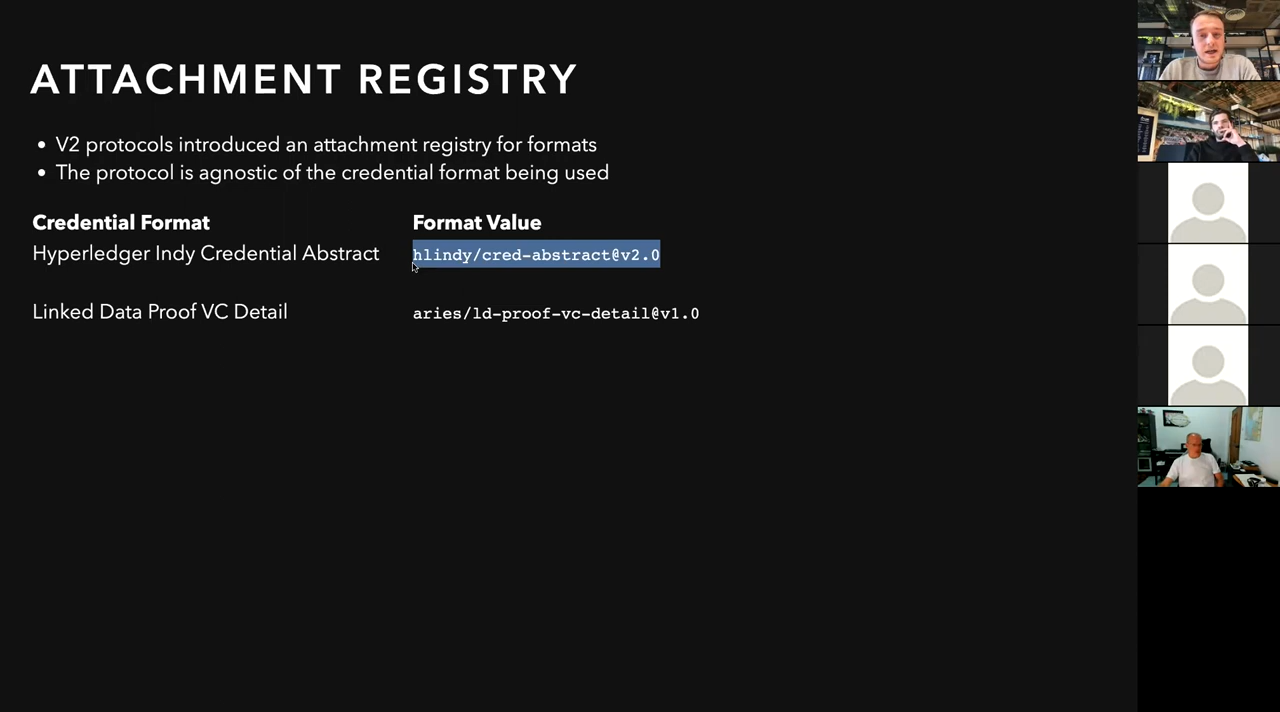 ATTACHMENT REGISTRY
• V2 protocols introduced an attachment registry for formats
• The protocol is agnostic of the credential format being used
Credential Format Format Value
Hyperledger Indy Credential Abstract hlindy/cred-abstract@v2.0
Linked Data Proof VC Detail aries/ld-proof-vc-detail@v1.0